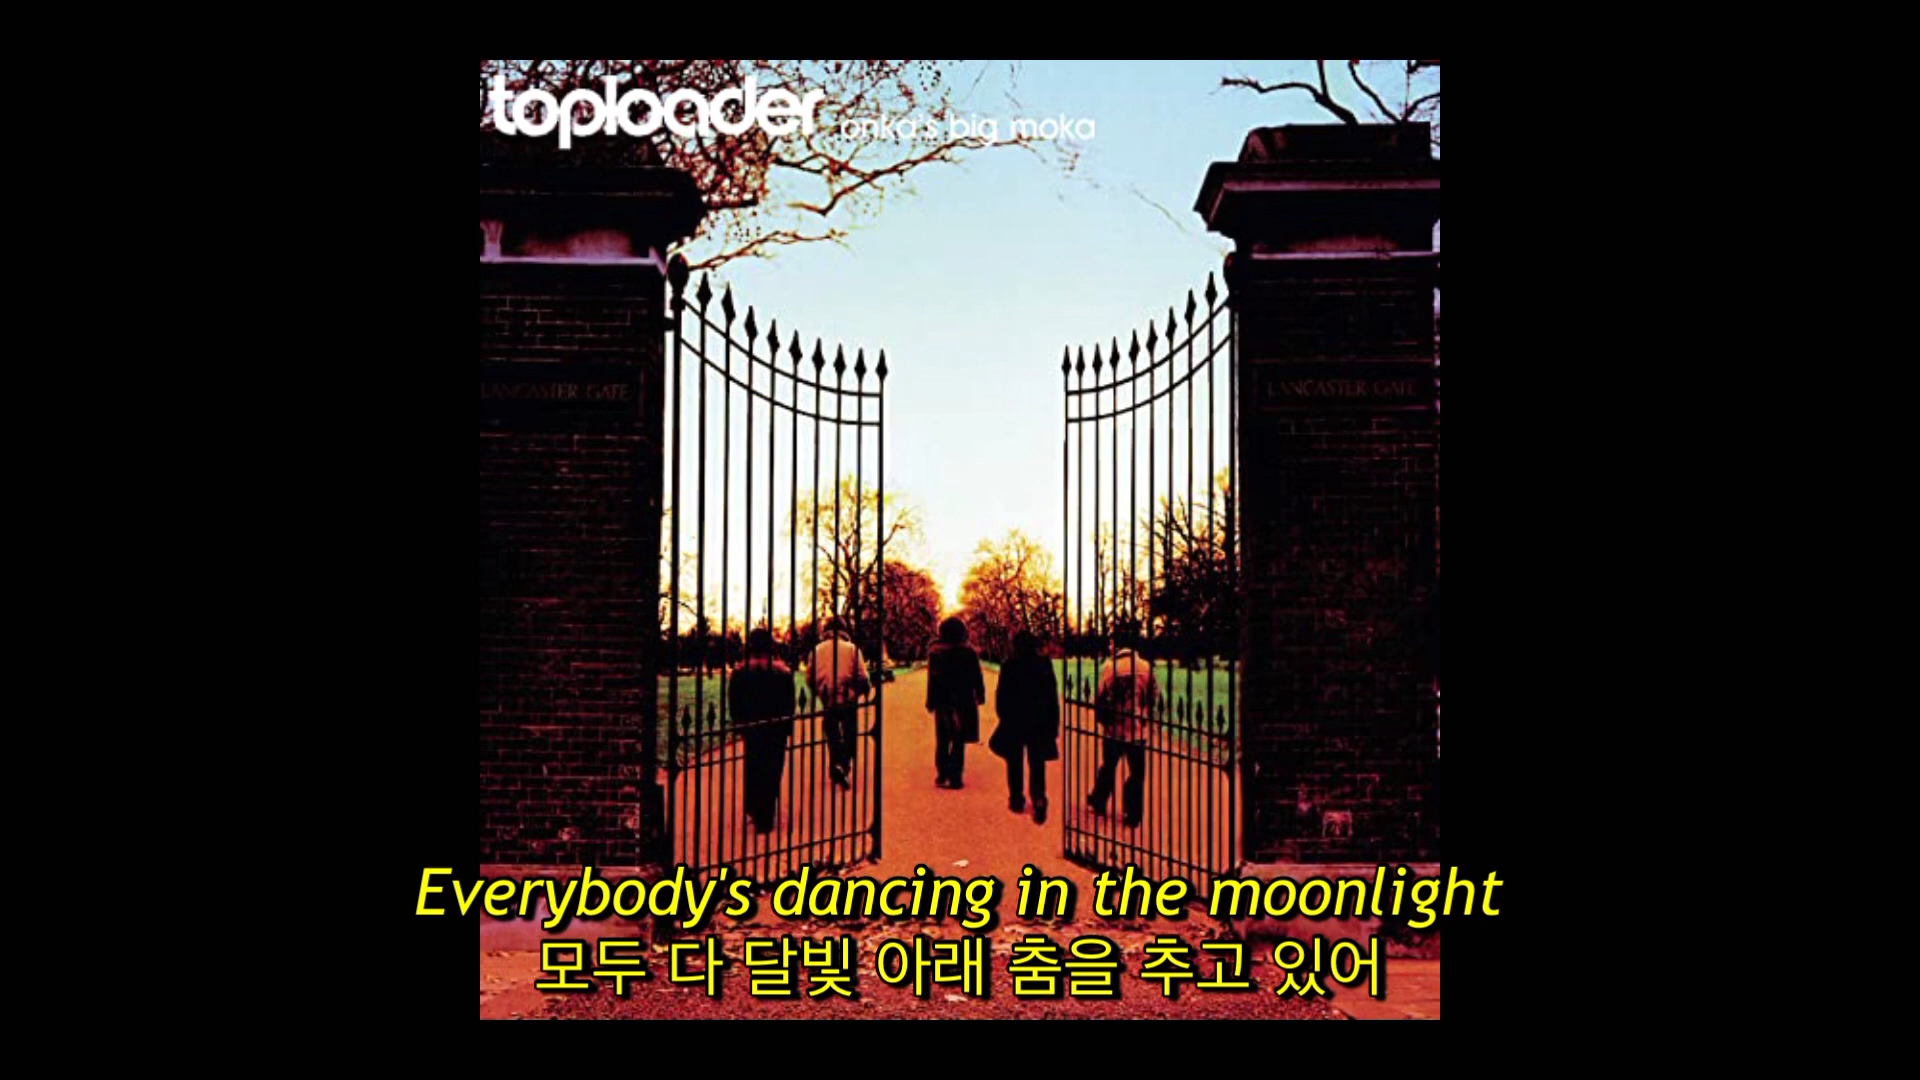 toploader onka's big moka
LANCASTER GATE
LANCASTER GATE
Everybody's dancing in the moonlight
모두 다 달빛 아래 춤을 추고 있어